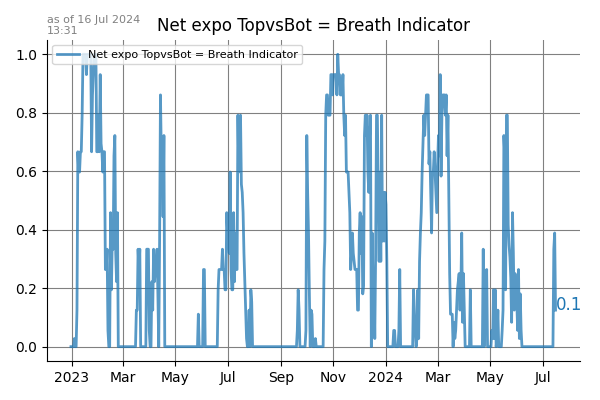 as of 16 Jul 2024
13:31
Net expo TopvsBot = Breath Indicator
Net expo TopvsBot = Breath Indicator
1.0
0.8
0.6
0.4
0.2
0.0
0.1
2023 Mar May Jul Sep Nov 2024 Mar May Jul